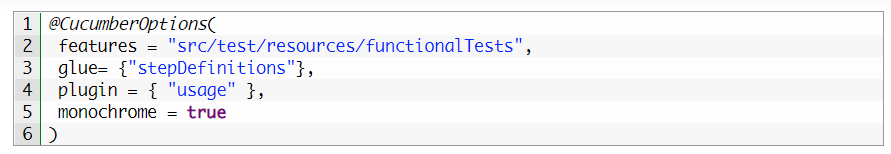 1 @CucumberOptions(
2 features = "src/test/resources/functionalTests",
3 glue= {"stepDefinitions"},
4 plugin = { "usage" },
5 monochrome = true
6 )